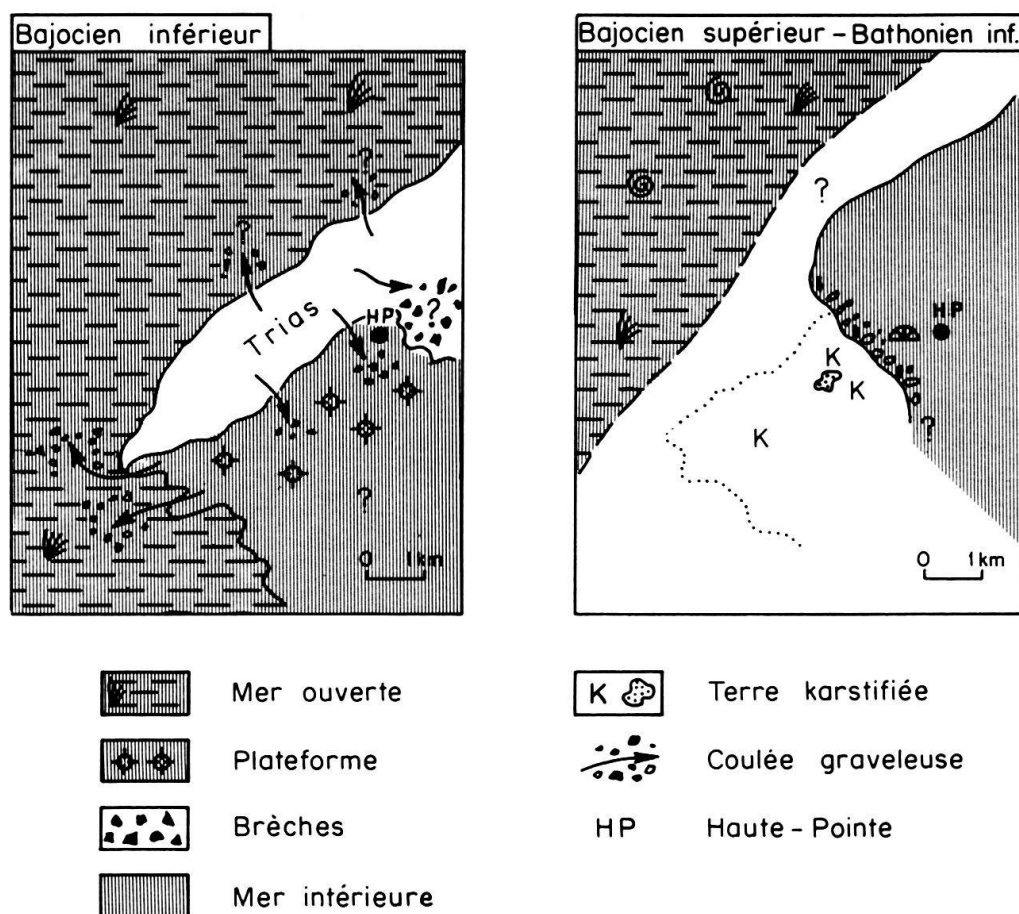 Bajocien inférieur
?
?
Trias
HP
?
?
0 1km
Bajocien supérieur – Bathonien inf.
?
HP
K
K
K
?
0 1km
Mer ouverte
Plateforme
Brèches
Mer intérieure
K Terre karstifiée
Coulée graveleuse
HP Haute – Pointe